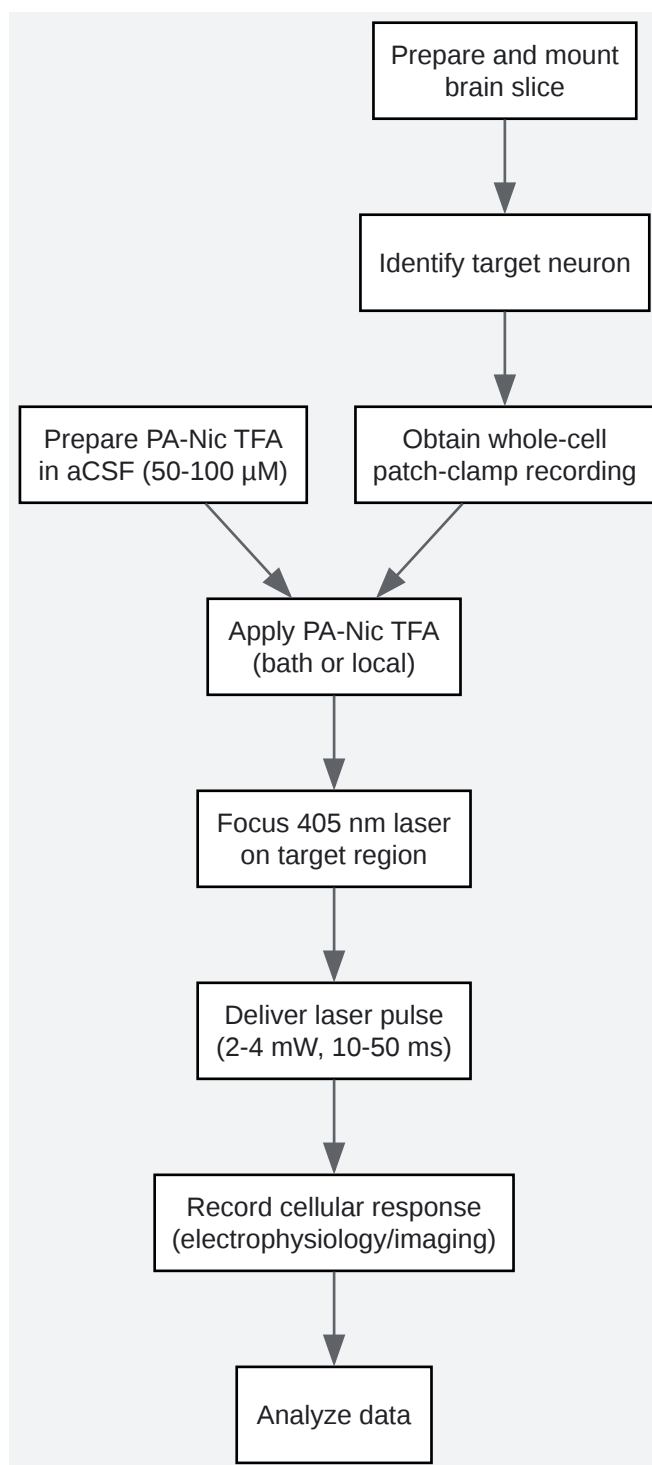 Prepare and mount
brain slice
Identify target neuron
Prepare PA-Nic TFA
in aCSF (50-100 µM)
Obtain whole-cell
patch-clamp recording
Apply PA-Nic TFA
(bath or local)
Focus 405 nm laser
on target region
Deliver laser pulse
(2-4 mW, 10-50 ms)
Record cellular response
(electrophysiology/imaging)
Analyze data